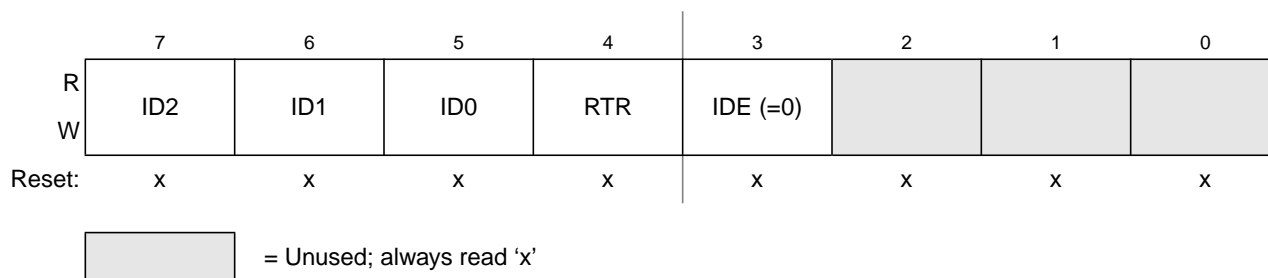 7 6 5 4 3 2 1 0
R
ID2 ID1 ID0 RTR IDE (=0)
W
Reset: x x x x x x x x
= Unused; always read ‘x’